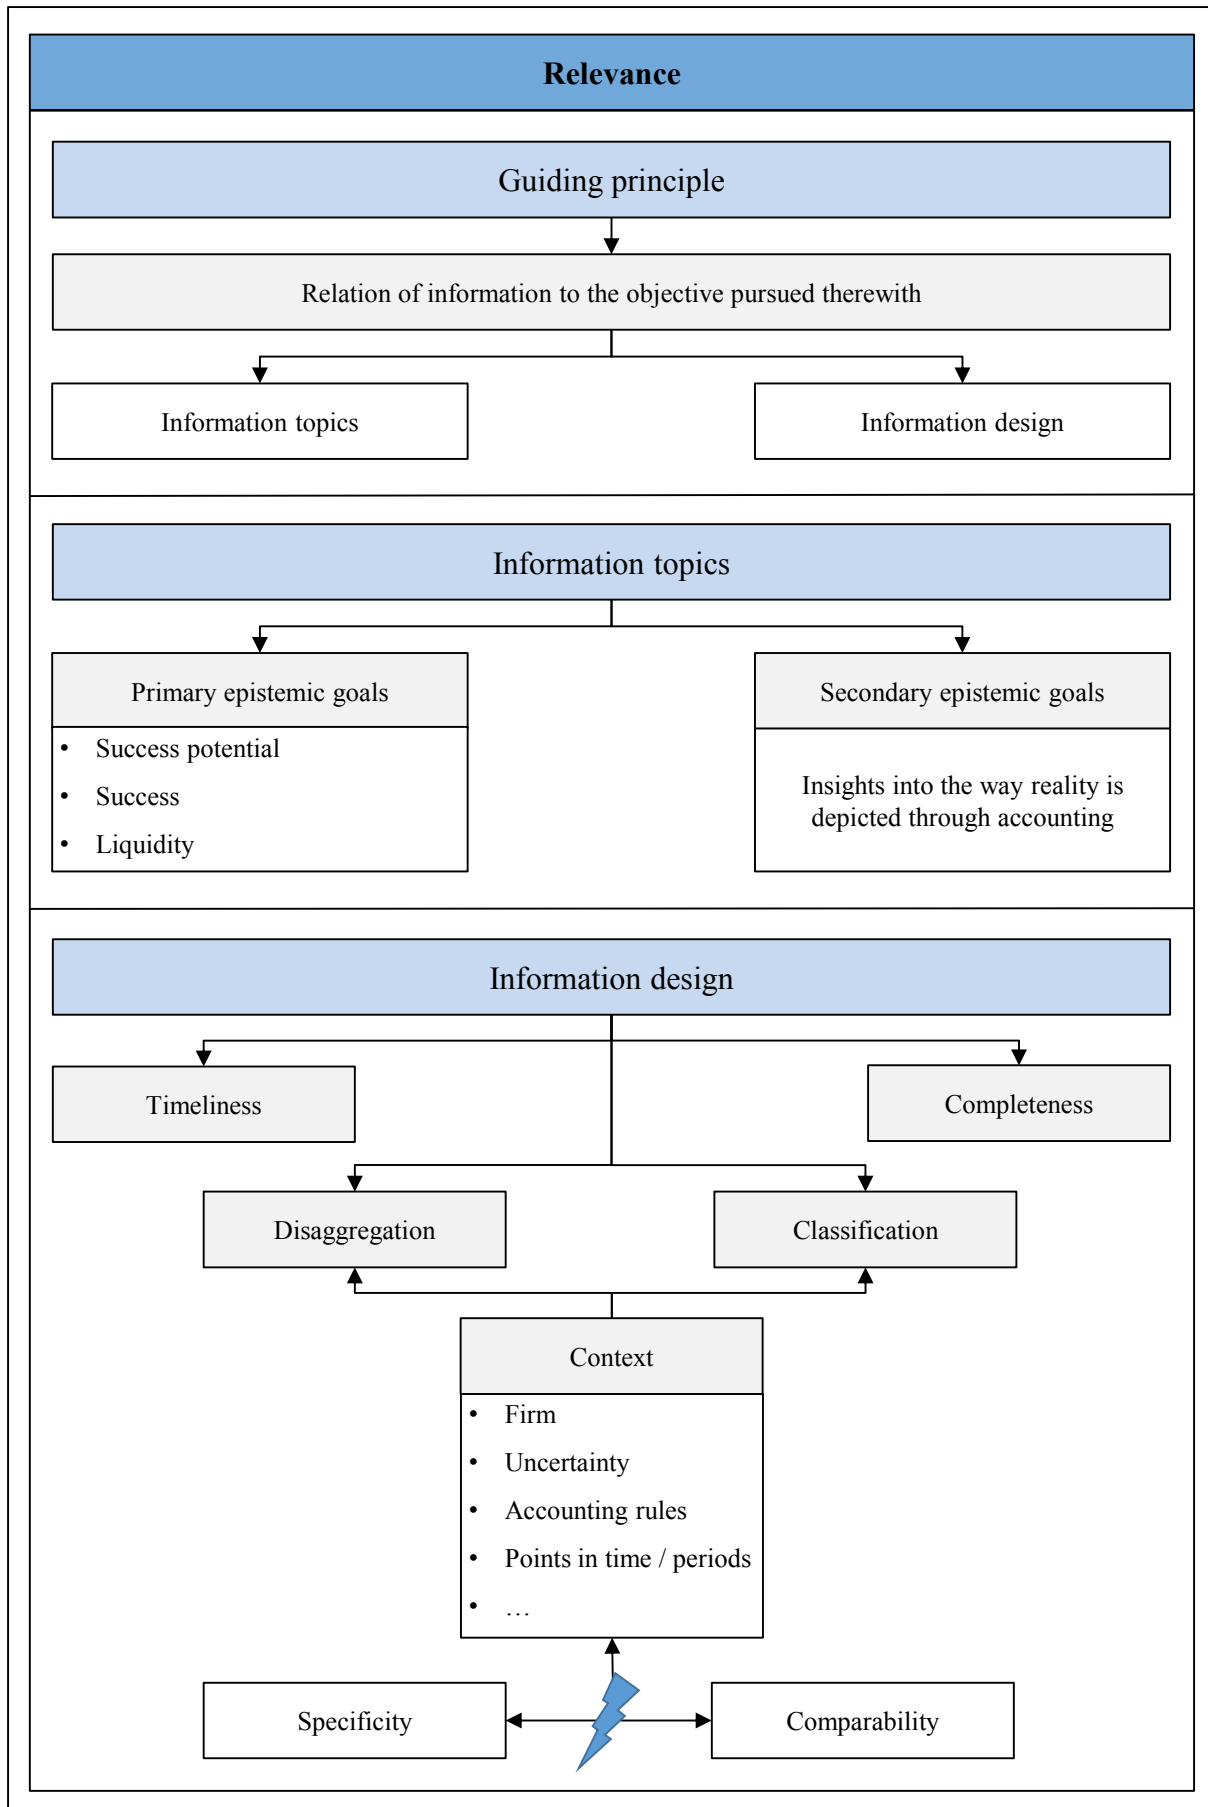 Relevance
Guiding principle
Relation of information to the objective pursued therewith
Information topics
Information design
Information topics
Primary epistemic goals
• Success potential
• Success
• Liquidity
Secondary epistemic goals
Insights into the way reality is
depicted through accounting
Information design
Timeliness
Completeness
Disaggregation
Classification
Context
• Firm
• Uncertainty
• Accounting rules
• Points in time / periods
• …
Specificity
Comparability